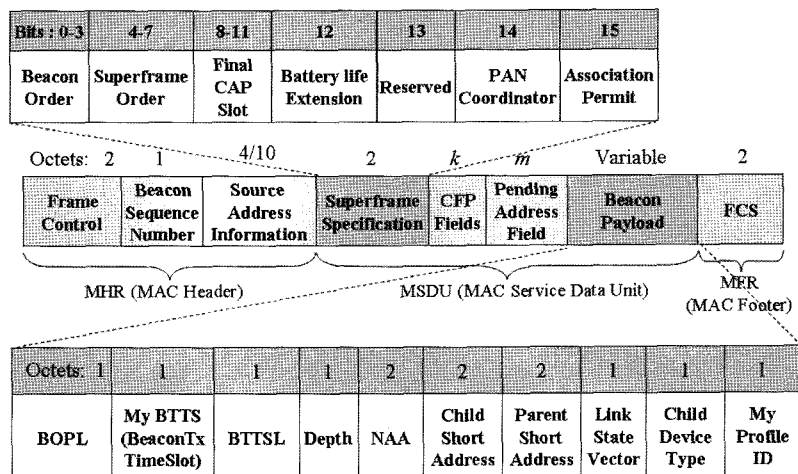 Bits : 0-3 4-7 8-11 12 13 14 15
Beacon Order Superframe Order Final CAP Slot Battery life Extension Reserved PAN Coordinator Association Permit
Octets: 2 1 4/10 2 k m Variable 2
Frame Control Beacon Sequence Number Source Address Information Superframe Specification CFP Fields Pending Address Field Beacon Payload FCS
MHR (MAC Header) MSDU (MAC Service Data Unit) MFR (MAC Footer)
Octets: 1 1 1 1 2 2 2 1 1 1
BOPL My BTTS (BeaconTx TimeSlot) BTTSL Depth NAA Child Short Address Parent Short Address Link State Vector Child Device Type My Profile ID